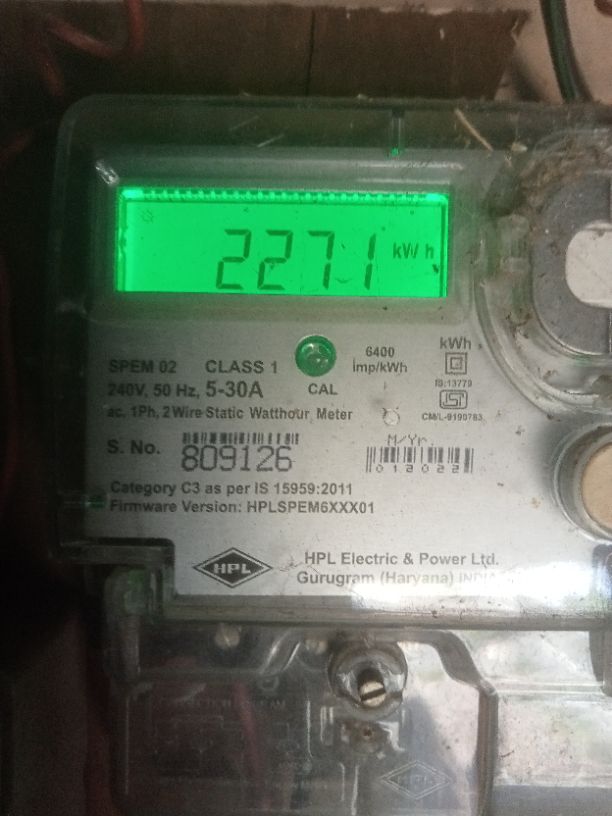 2271 kWh
SPEM 02 CLASS 1
240V, 50 Hz, 5-30A
ac, 1Ph, 2 Wire Static Watthour Meter
CAL
6400
imp/kWh
kWh
IS:13779
ISI
CM/L-9190783
S. No. 809126
M/Yr.
012022
Category C3 as per IS 15959:2011
Firmware Version: HPLSPEM6XXX01
HPL
HPL Electric & Power Ltd.
Gurugram (Haryana) INDIA
HPL